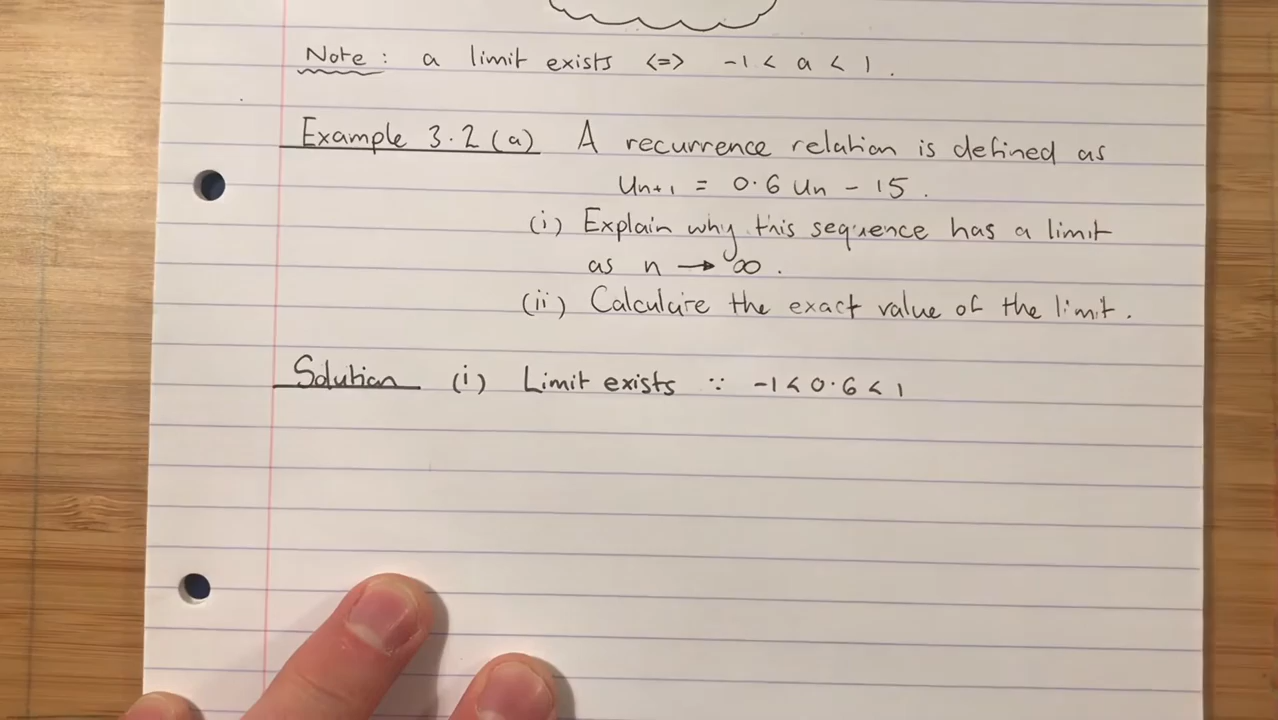 Note: a limit exists <=> -1 < a < 1.
Example 3.2 (a) A recurrence relation is defined as
Un+1 = 0.6 Un - 15.
(i) Explain why this sequence has a limit
as n → ∞.
(ii) Calculate the exact value of the limit.
Solution (i) Limit exists ∵ -1 < 0.6 < 1